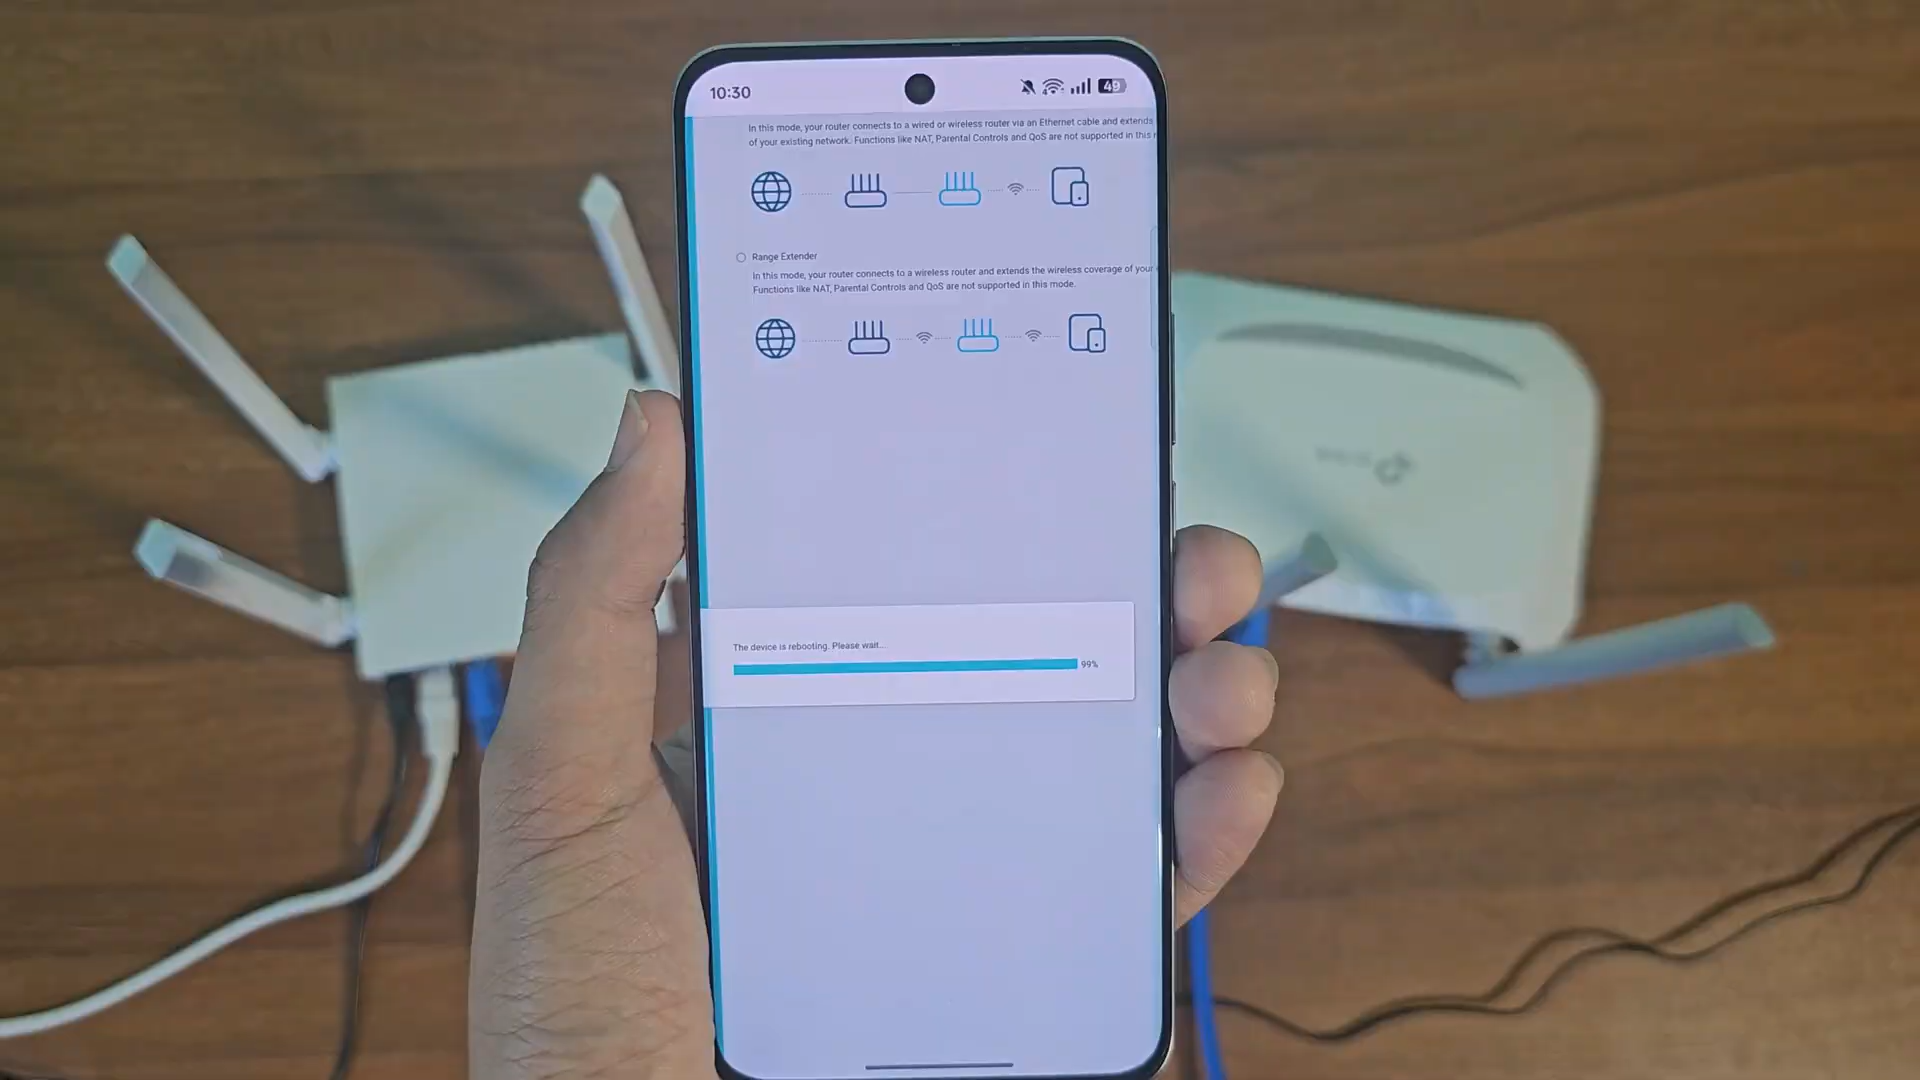 10:30
49
In this mode, your router connects to a wired or wireless router via an Ethernet cable and extends
of your existing network. Functions like NAT, Parental Controls and QoS are not supported in this
Range Extender
In this mode, your router connects to a wireless router and extends the wireless coverage of your
Functions like NAT, Parental Controls and QoS are not supported in this mode.
The device is rebooting. Please wait...
99%